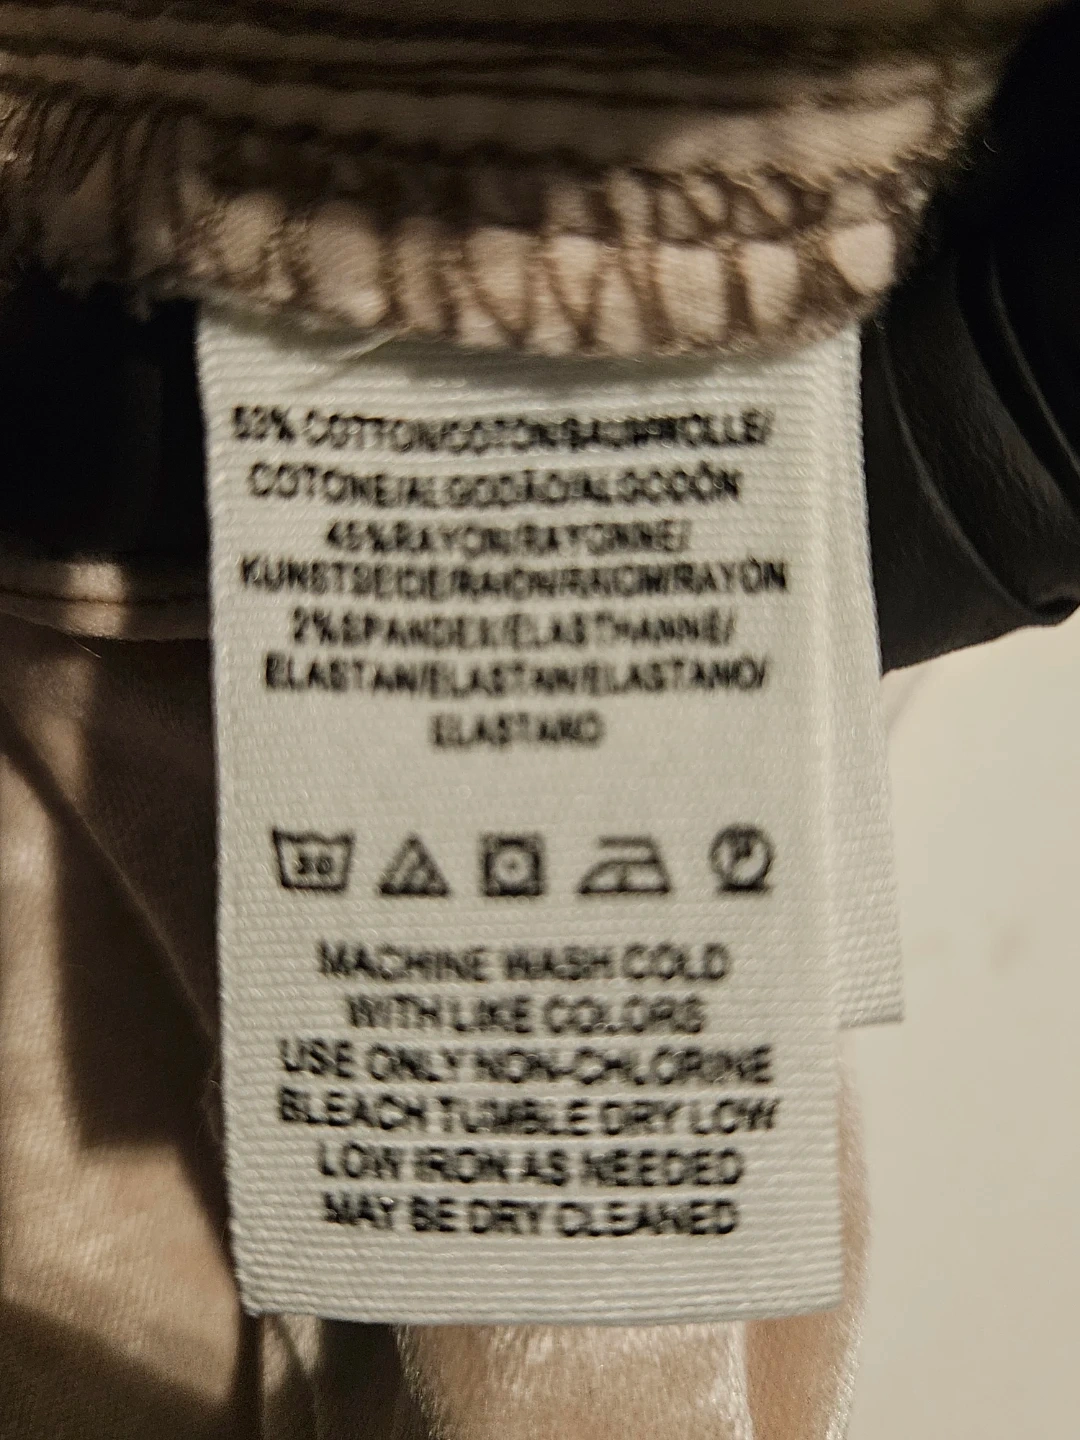 53% COTTON/COTON/BAUMWOLLE/
COTONE/ALGODÃO/ALGODÓN
45%RAYON/RAYONNE/
KUNSTSEIDE/RAION/RAIOM/RAYÓN
2%SPANDEX/ELASTHANNE/
ELASTAN/ELASTAN/ELASTANO/
ELASTANO
30
P
MACHINE WASH COLD
WITH LIKE COLORS
USE ONLY NON-CHLORINE
BLEACH TUMBLE DRY LOW
LOW IRON AS NEEDED
MAY BE DRY CLEANED